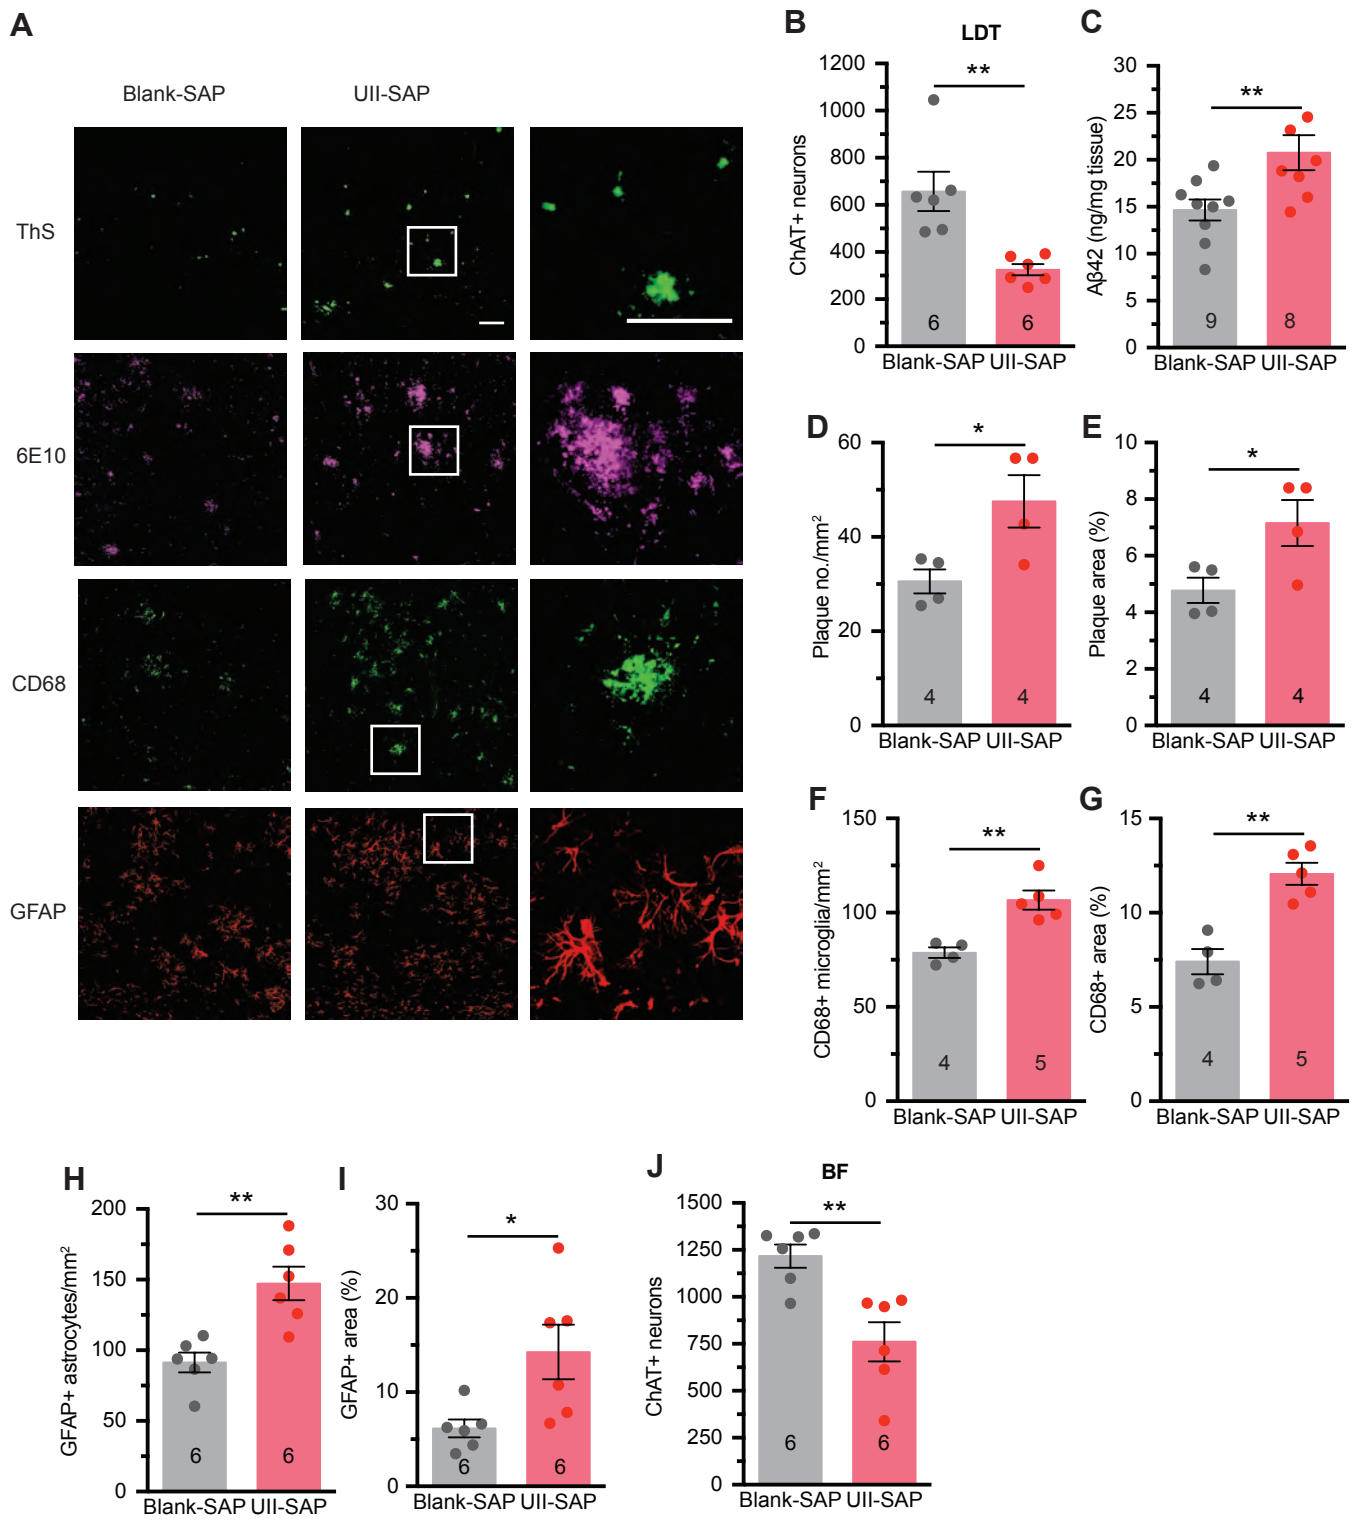 A
Blank-SAP
UII-SAP
ThS
6E10
CD68
GFAP
B
LDT
**
ChAT+ neurons
1200
1000
800
600
400
200
0
6
6
Blank-SAP UII-SAP
C
**
Aβ42 (ng/mg tissue)
30
25
20
15
10
5
0
9
8
Blank-SAP UII-SAP
D
*
Plaque no./mm²
60
40
20
0
4
4
Blank-SAP UII-SAP
E
*
Plaque area (%)
10
8
6
4
2
0
4
4
Blank-SAP UII-SAP
F
**
CD68+ microglia/mm²
150
100
50
0
4
5
Blank-SAP UII-SAP
G
**
CD68+ area (%)
15
10
5
0
4
5
Blank-SAP UII-SAP
H
**
GFAP+ astrocytes/mm²
200
150
100
50
0
6
6
Blank-SAP UII-SAP
I
*
GFAP+ area (%)
30
20
10
0
6
6
Blank-SAP UII-SAP
J
BF
**
ChAT+ neurons
1500
1250
1000
750
500
250
0
6
6
Blank-SAP UII-SAP